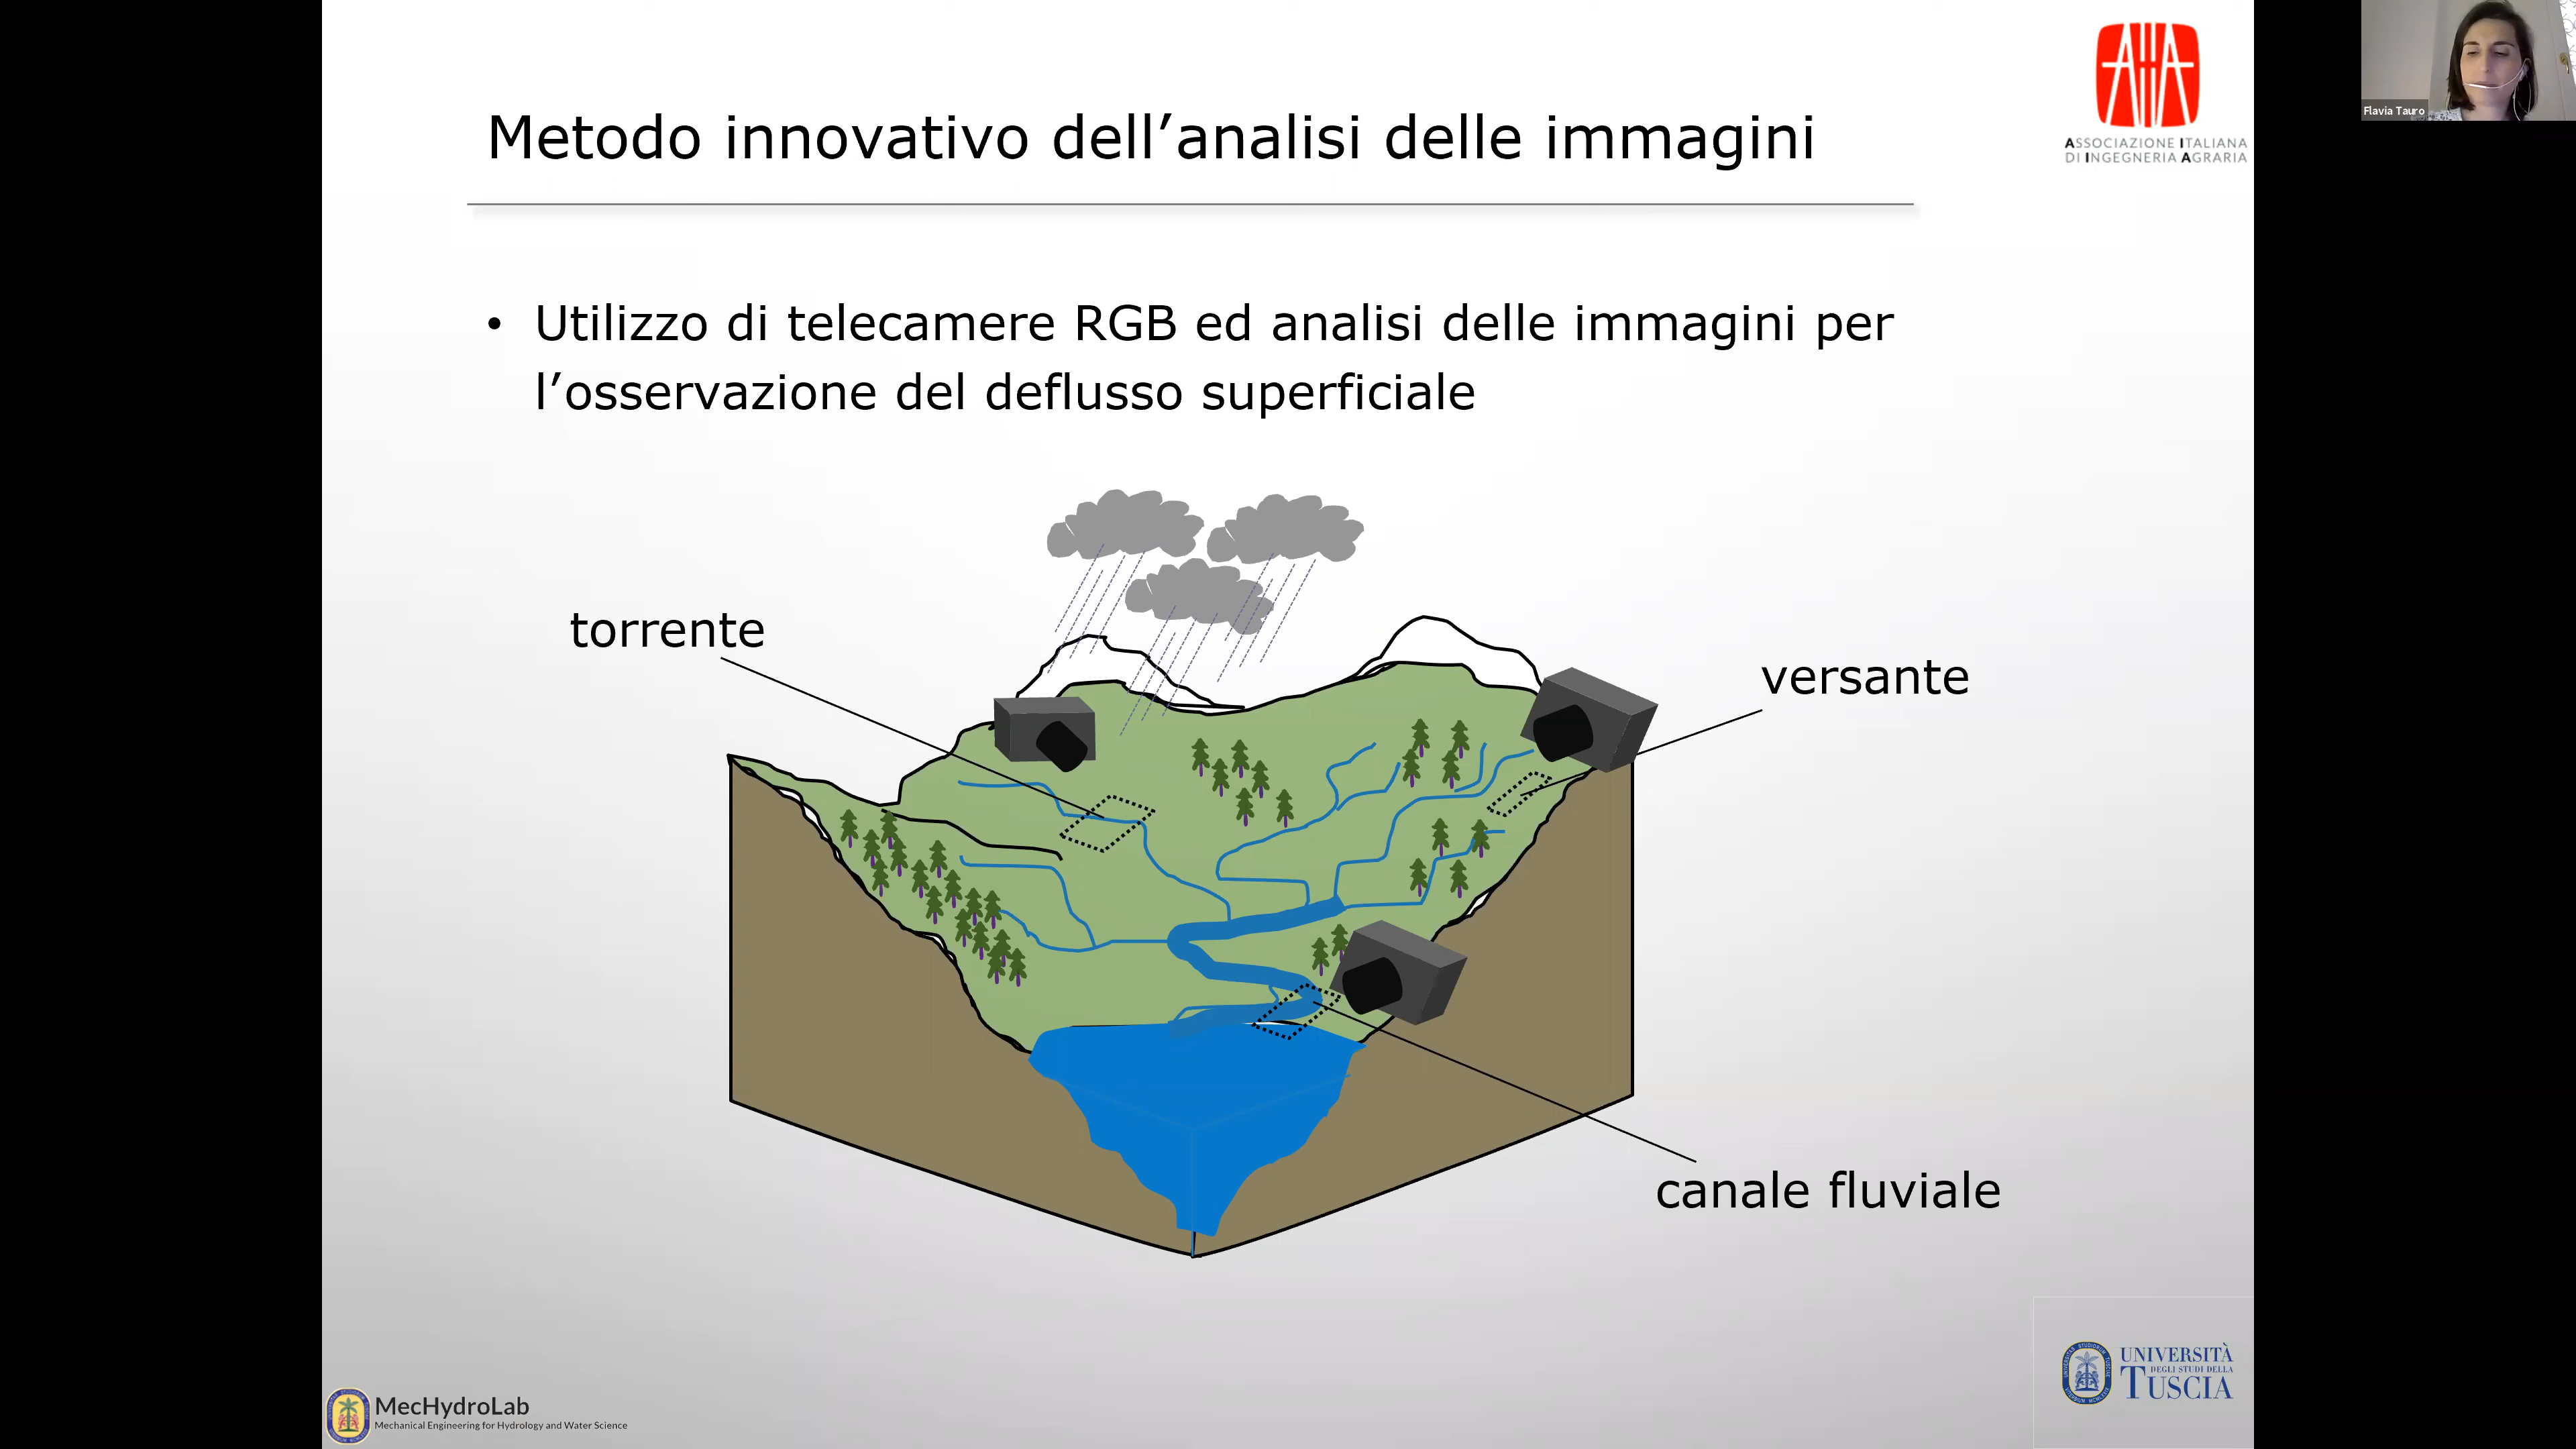 Metodo innovativo dell’analisi delle immagini
ASSOCIAZIONE ITALIANA
DI INGEGNERIA AGRARIA
Flavia Tauro
• Utilizzo di telecamere RGB ed analisi delle immagini per
l’osservazione del deflusso superficiale
torrente
versante
canale fluviale
MecHydroLab
Mechanical Engineering for Hydrology and Water Science
UNIVERSITÀ
DEGLI STUDI DELLA
TUSCIA